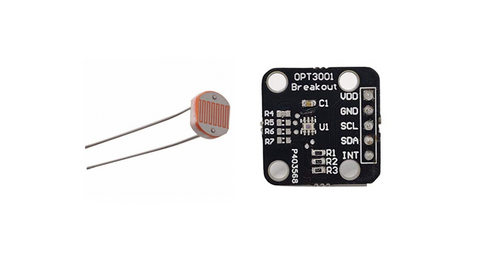 OPT3001
Breakout
VDD
GND
SCL
SDA
INT
C1
U1
R4
R5
R6
R7
R1
R2
R3
P403568